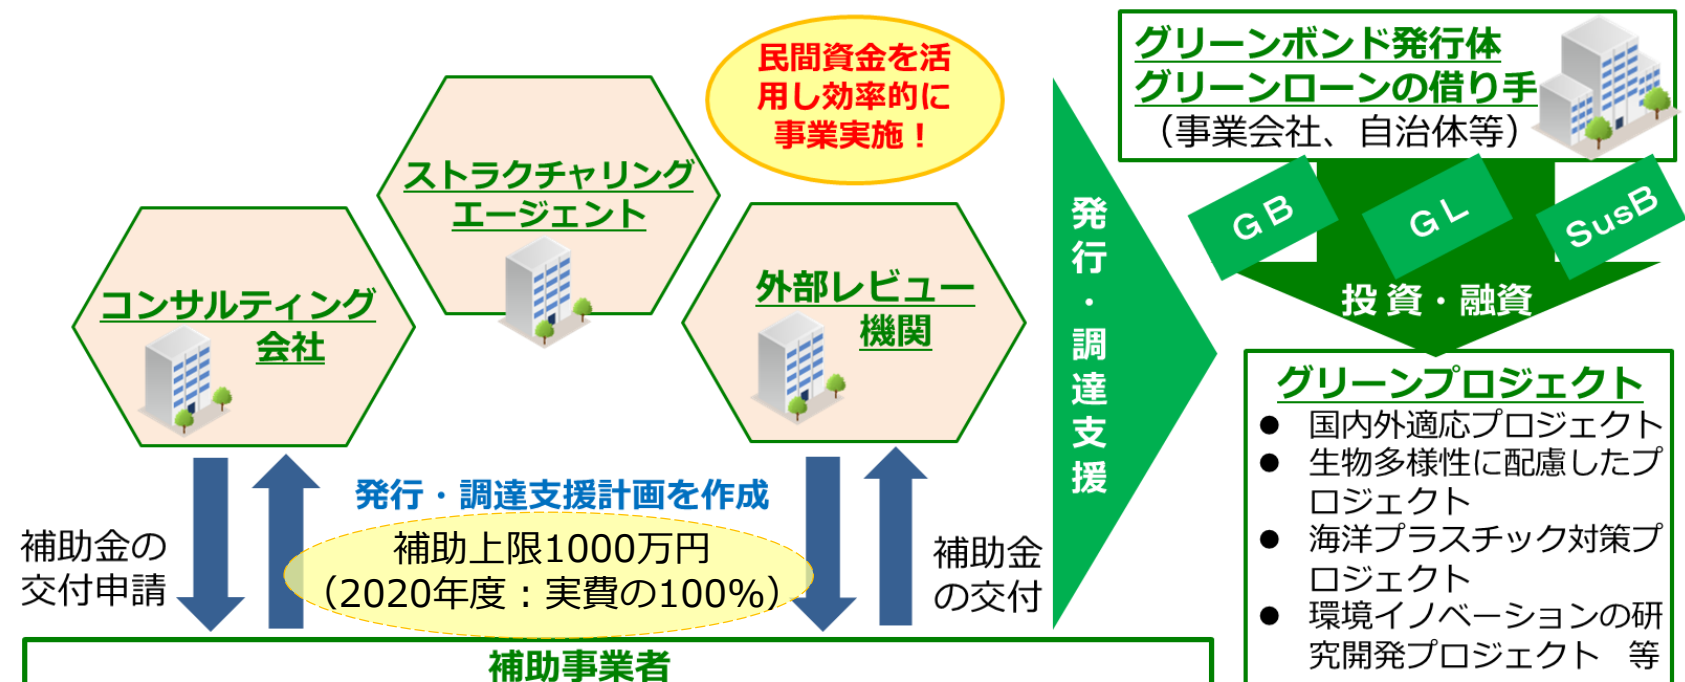 民間資金を活
用し効率的に
事業実施！
ストラクチャリング
エージェント
コンサルティング
会社
外部レビュー
機関
発行・調達支援計画を作成
補助上限1000万円
（2020年度：実費の100%）
補助金の
交付申請
補助金
の交付
補助事業者
発行・調達支援
グリーンボンド発行体
グリーンローンの借り手
（事業会社、自治体等）
ＧＢ
ＧＬ
SusB
投資・融資
グリーンプロジェクト
● 国内外適応プロジェクト
● 生物多様性に配慮したプ
ロジェクト
● 海洋プラスチック対策プ
ロジェクト
● 環境イノベーションの研
究開発プロジェクト　等